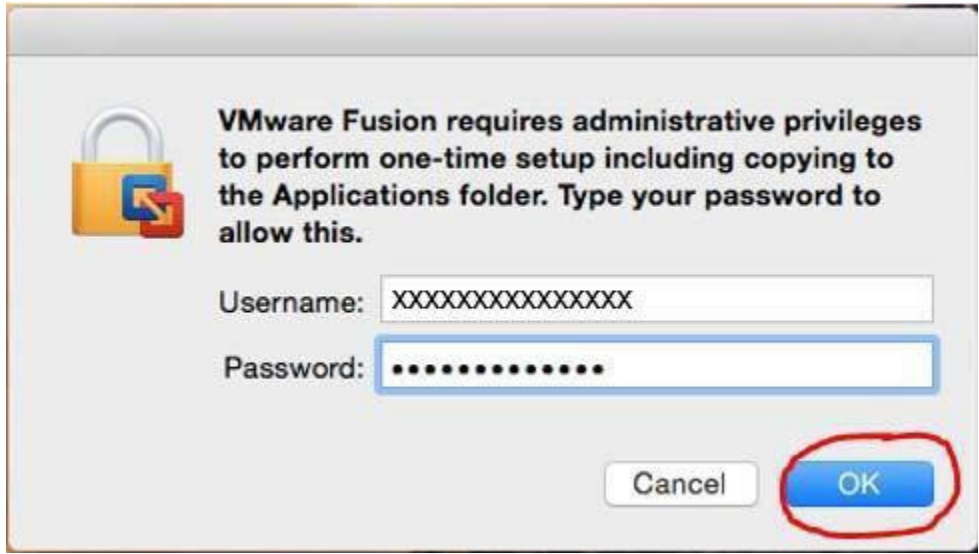 VMware Fusion requires administrative privileges
to perform one-time setup including copying to
the Applications folder. Type your password to
allow this.
Username: XXXXXXXXXXXXXXX
Password: •••••••••••••
Cancel OK